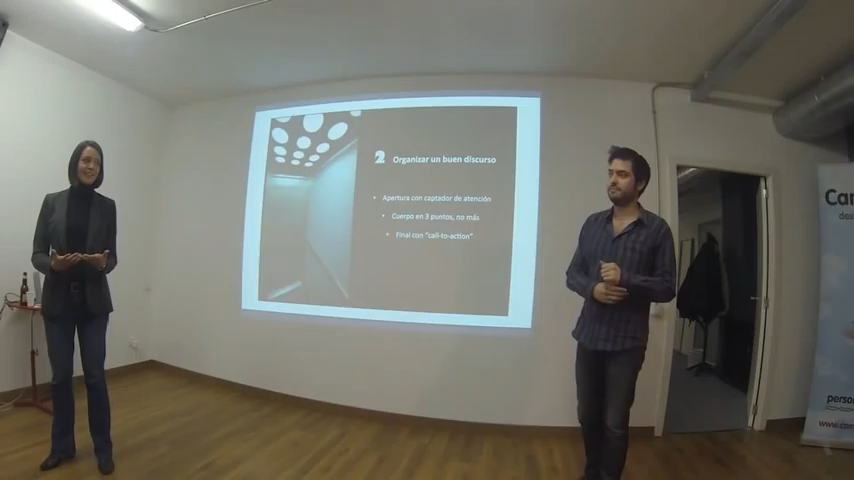 2 Organizar un buen discurso
• Apertura con captador de atención
• Cuerpo en 3 puntos, no más
• Final con "call-to-action"